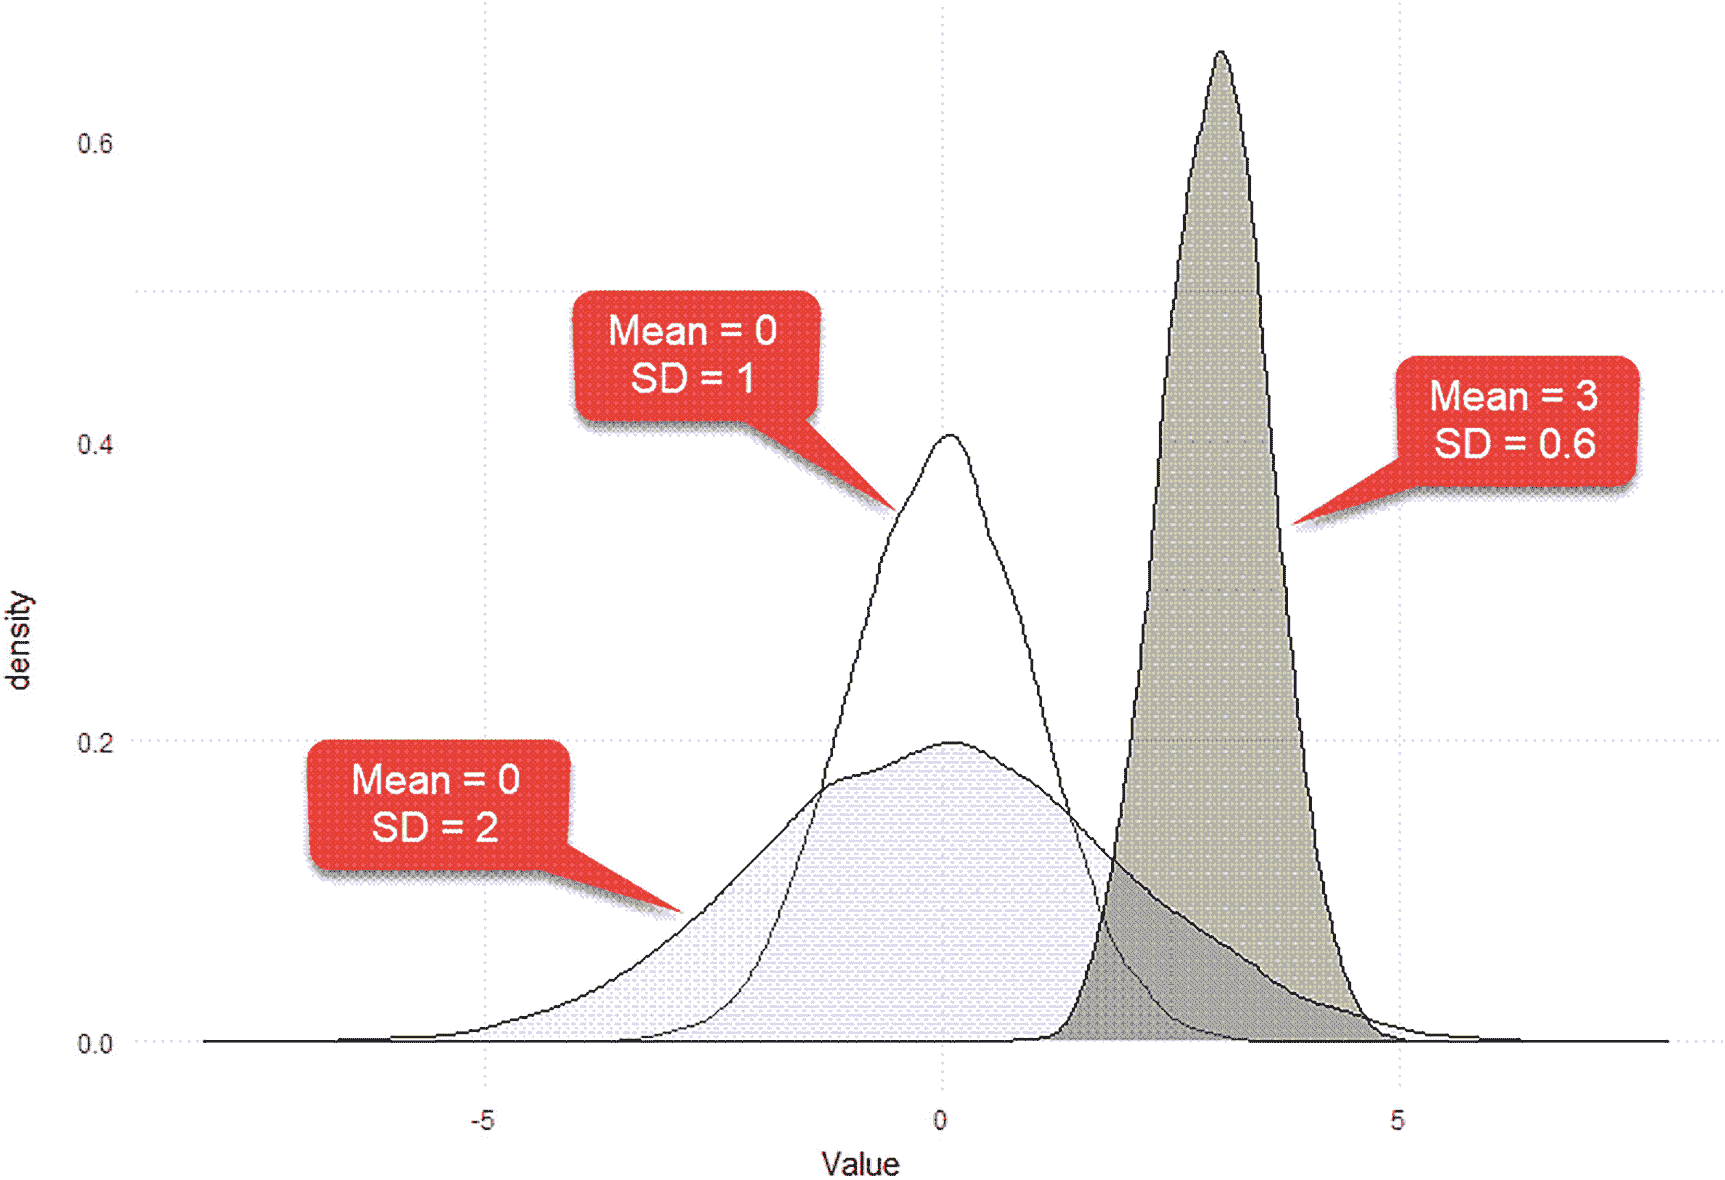 0.6
Mean = 0
SD = 1
Mean = 3
SD = 0.6
0.4
density
0.2
Mean = 0
SD = 2
0.0
-5
0
5
Value